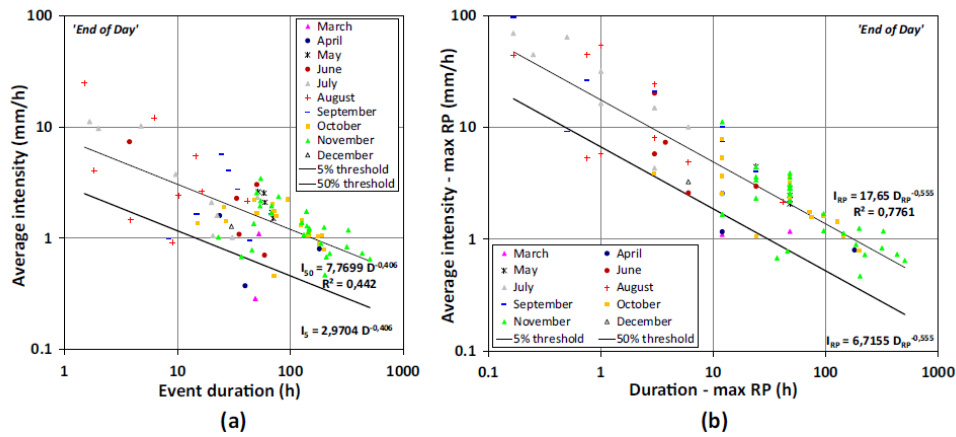 'End of Day'
March
April
May
June
July
August
September
October
November
December
5% threshold
50% threshold
I50 = 7,7699 D-0,406
R² = 0,442
I5 = 2,9704 D-0,406
Average intensity (mm/h)
100
10
1
0.1
1
10
100
1000
Event duration (h)
(a)
'End of Day'
IRP = 17,65 DRP-0,555
R² = 0,7761
March
April
May
June
July
August
September
October
November
December
5% threshold
50% threshold
IRP = 6,7155 DRP-0,555
Average intensity - max RP (mm/h)
100
10
1
0.1
0.1
1
10
100
1000
Duration - max RP (h)
(b)